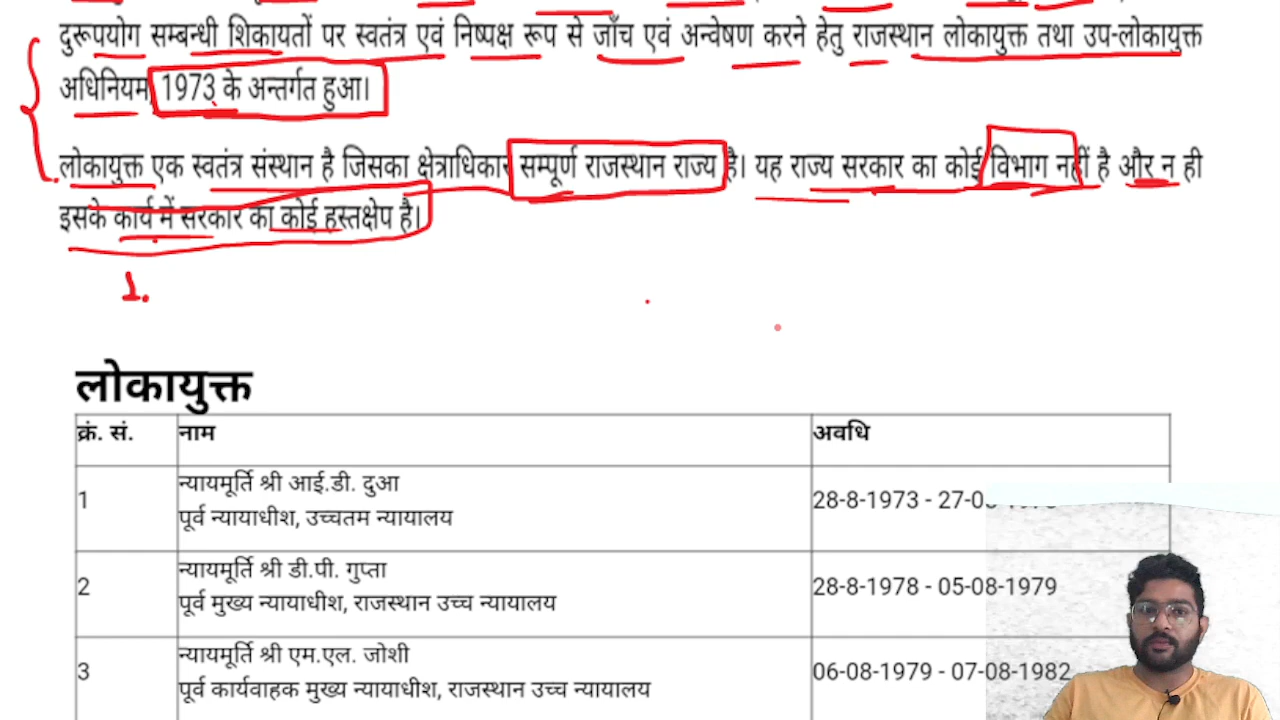 दुरूपयोग सम्बन्धी शिकायतों पर स्वतंत्र एवं निष्पक्ष रूप से जाँच एवं अन्वेषण करने हेतु राजस्थान लोकायुक्त तथा उप-लोकायुक्त
अधिनियम, 1973 के अन्तर्गत हुआ।
लोकायुक्त एक स्वतंत्र संस्थान है जिसका क्षेत्राधिकार सम्पूर्ण राजस्थान राज्य है। यह राज्य सरकार का कोई विभाग नहीं है और न ही
इसके कार्य में सरकार का कोई हस्तक्षेप है।
1.
लोकायुक्त
क्रं. सं. नाम अवधि
1 न्यायमूर्ति श्री आई.डी. दुआ 28-8-1973 -
पूर्व न्यायाधीश, उच्चतम न्यायालय
2 न्यायमूर्ति श्री डी.पी. गुप्ता 28-8-1978 - 05-08-1979
पूर्व मुख्य न्यायाधीश, राजस्थान उच्च न्यायालय
3 न्यायमूर्ति श्री एम.एल. जोशी 06-08-1979 - 07-08-1982
पूर्व कार्यवाहक मुख्य न्यायाधीश, राजस्थान उच्च न्यायालय